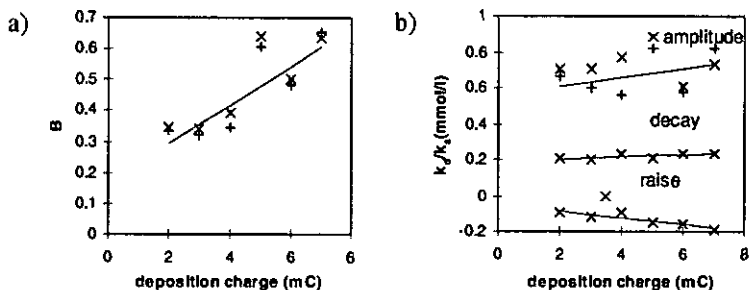 a)
0.7
0.6
0.5
0.4
0.3
0.2
0.1
0
B
0 2 4 6 8
deposition charge (mC)
b)
1
0.8
0.6
0.4
0.2
0
-0.2
kd/ka(mmol/l)
amplitude
decay
raise
0 2 4 6 8
deposition charge (mC)